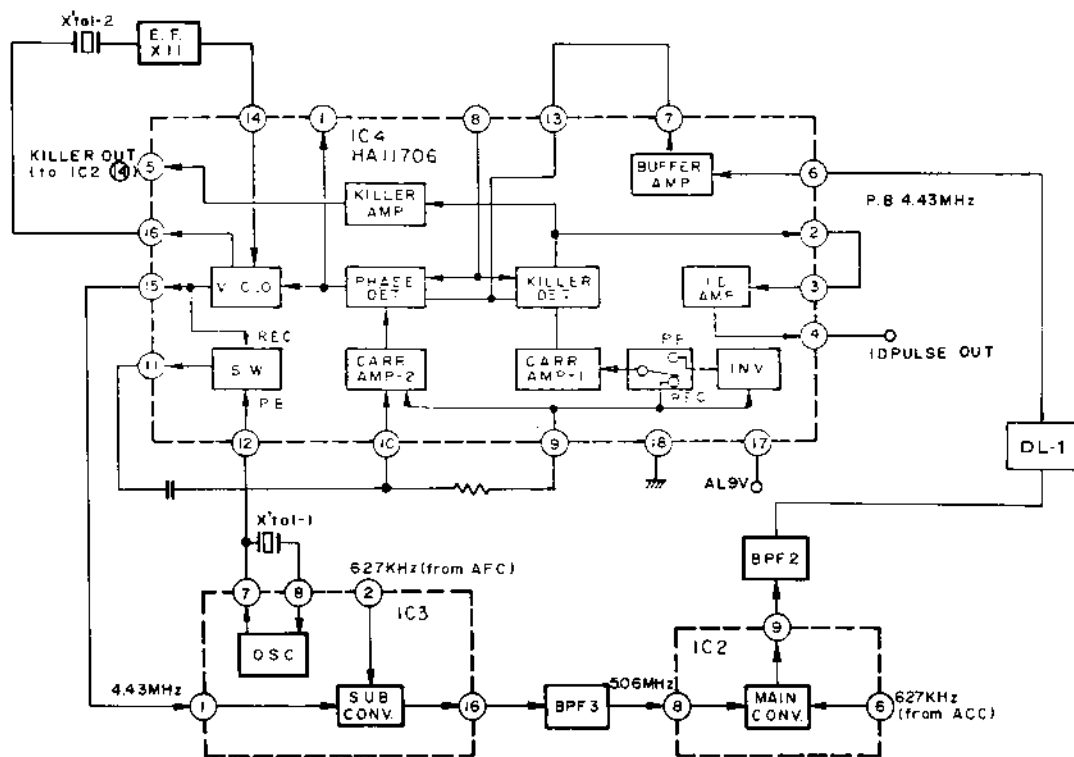 X'tal-2
E. F.
X11
14
1
8
13
7
IC4
HA11706
KILLER OUT
(to IC2 14)
5
KILLER
AMP
BUFFER
AMP
6
P.B 4.43MHz
16
2
15
V. C.O
PHASE
DET
KILLER
DET
I D
AMP
3
4
IDPULSE OUT
REC
11
S.W
PB
CARR
AMP-2
CARR
AMP-1
REC
INV
12
10
9
18
17
AL9V
DL-1
X'tal-1
BPF2
627KHz(from AFC)
7
8
2
IC3
OSC
9
IC2
4.43MHz
1
SUB
CONV.
16
BPF3
5.06MHz
8
MAIN
CONV.
6
627KHz
(from ACC)